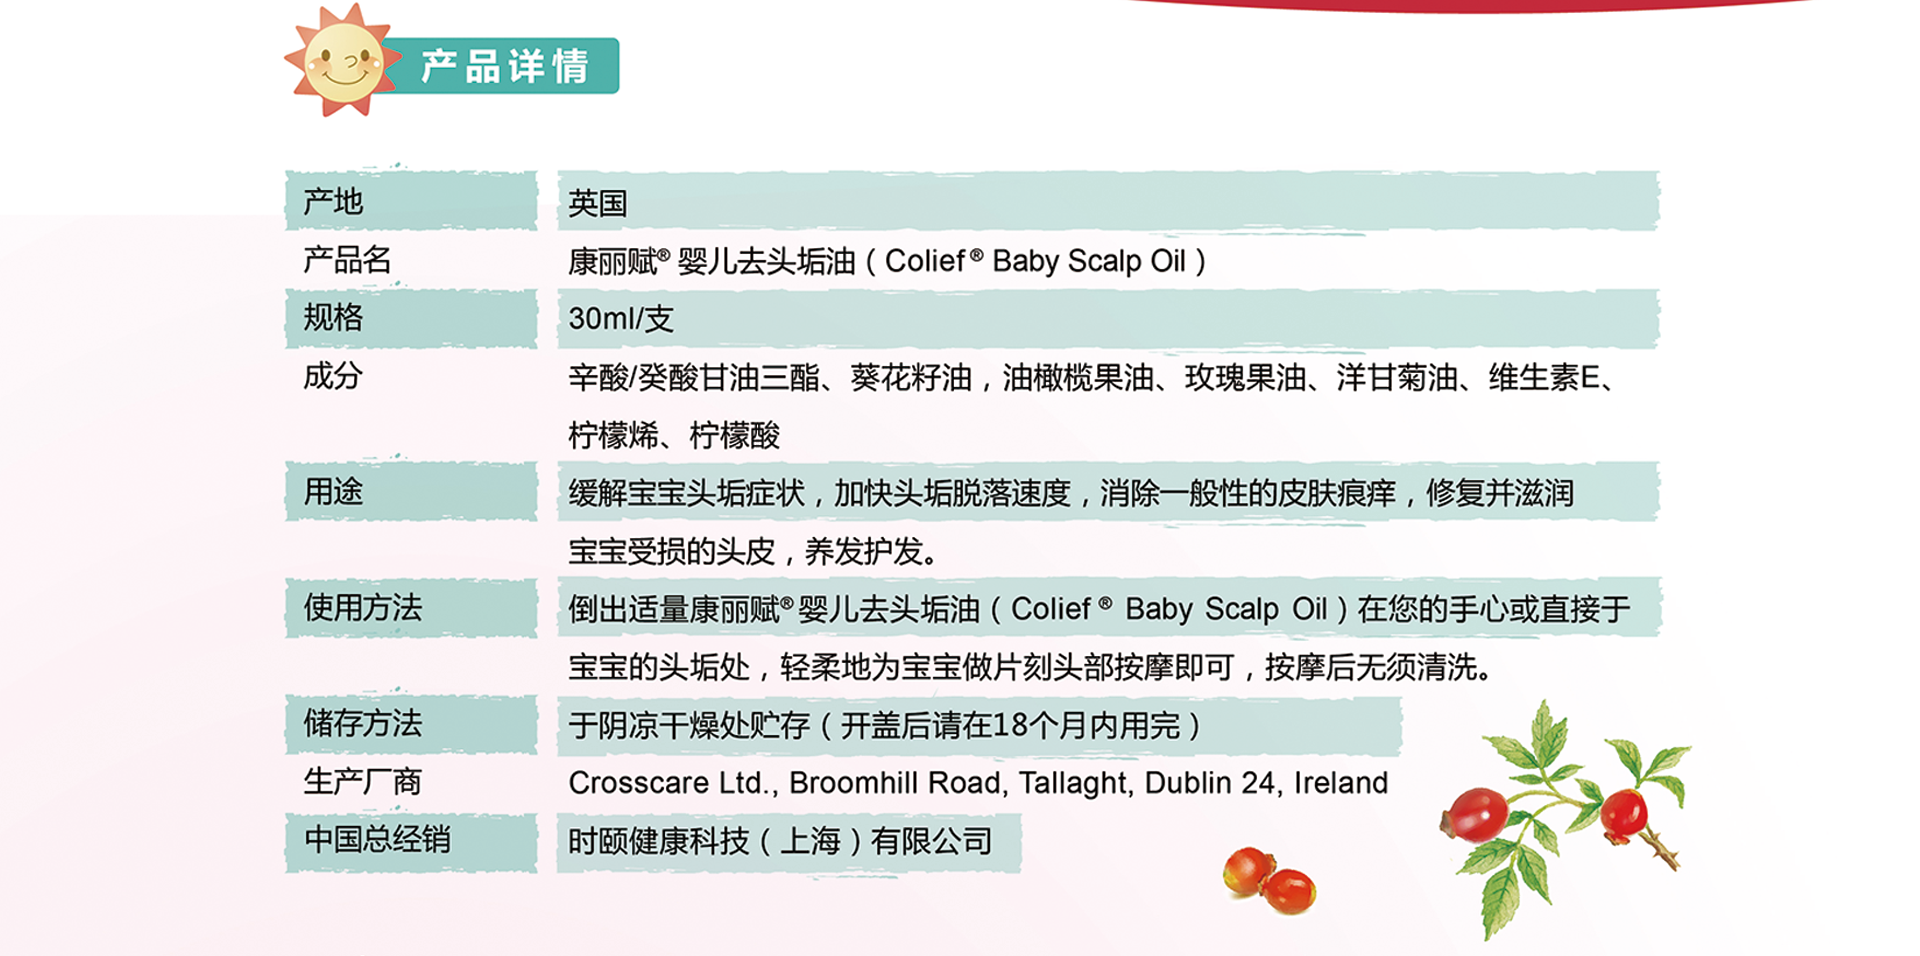 产品详情
产地 英国
产品名 康丽赋® 婴儿去头垢油（Colief® Baby Scalp Oil）
规格 30ml/支
成分 辛酸/癸酸甘油三酯、葵花籽油，油橄榄果油、玫瑰果油、洋甘菊油、维生素E、
柠檬烯、柠檬酸
用途 缓解宝宝头垢症状，加快头垢脱落速度，消除一般性的皮肤痕痒，修复并滋润
宝宝受损的头皮，养发护发。
使用方法 倒出适量康丽赋®婴儿去头垢油（Colief® Baby Scalp Oil）在您的手心或直接于
宝宝的头垢处，轻柔地为宝宝做片刻头部按摩即可，按摩后无须清洗。
储存方法 于阴凉干燥处贮存（开盖后请在18个月内用完）
生产厂商 Crosscare Ltd., Broomhill Road, Tallaght, Dublin 24, Ireland
中国总经销 时颐健康科技（上海）有限公司